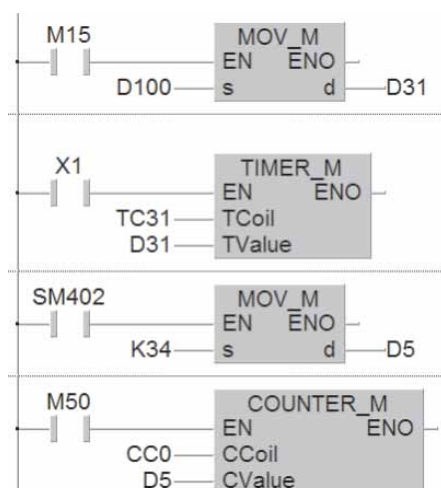 M15
MOV_M
EN ENO
D100 s d D31
X1
TIMER_M
EN ENO
TC31 TCoil
D31 TValue
SM402
MOV_M
EN ENO
K34 s d D5
M50
COUNTER_M
EN ENO
CC0 CCoil
D5 CValue